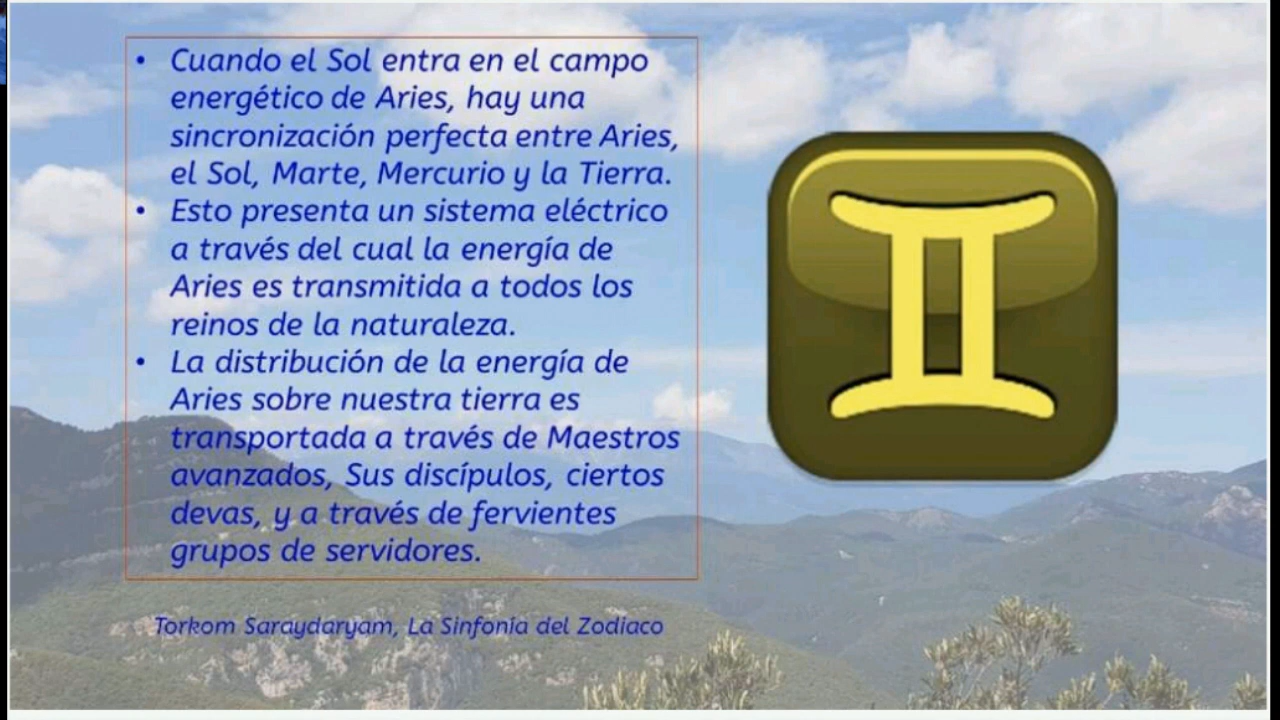 • Cuando el Sol entra en el campo
energético de Aries, hay una
sincronización perfecta entre Aries,
el Sol, Marte, Mercurio y la Tierra.
• Esto presenta un sistema eléctrico
a través del cual la energía de
Aries es transmitida a todos los
reinos de la naturaleza.
• La distribución de la energía de
Aries sobre nuestra tierra es
transportada a través de Maestros
avanzados, Sus discípulos, ciertos
devas, y a través de fervientes
grupos de servidores.
Torkom Saraydaryam, La Sinfonía del Zodiaco